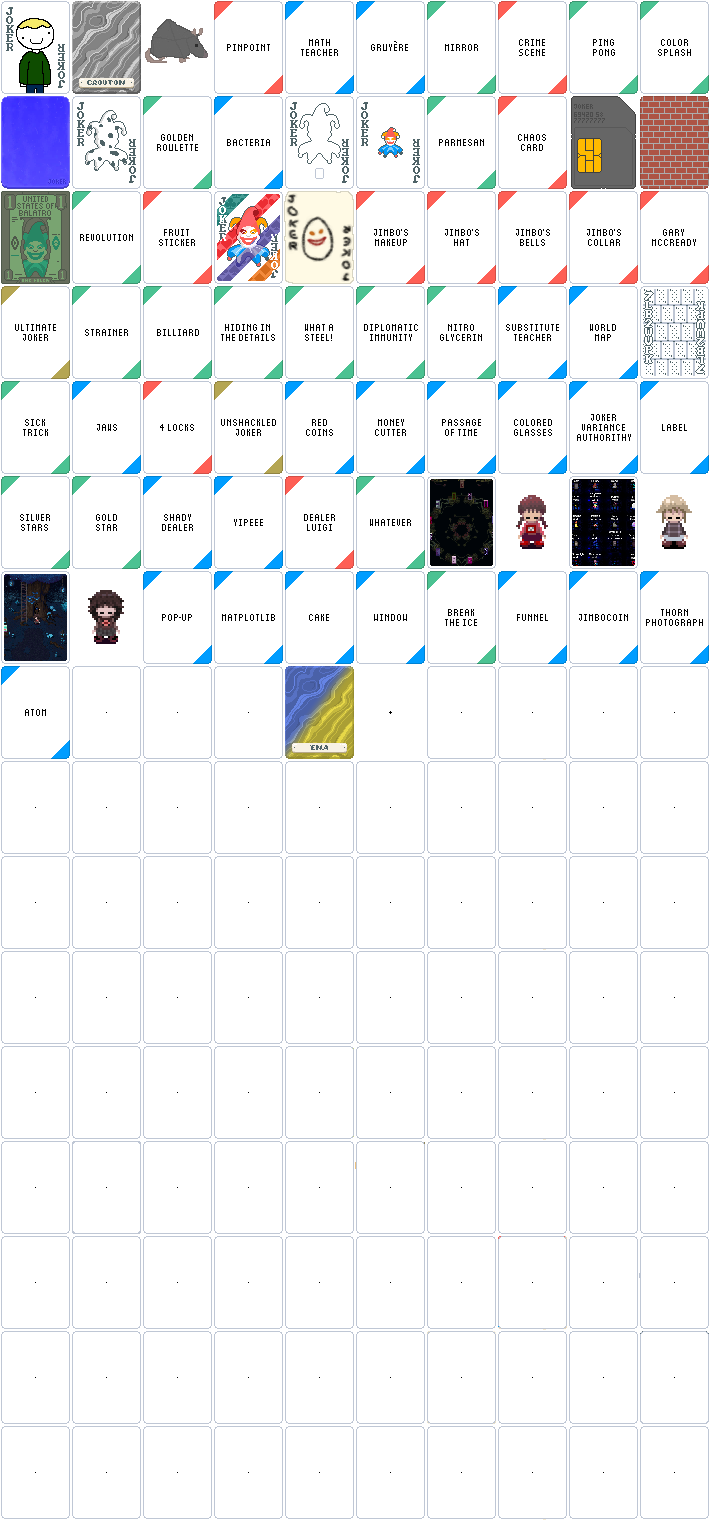 JOKER
JOKER
CROUTON
PINPOINT
MATH
TEACHER
GRUYÈRE
MIRROR
CRIME
SCENE
PING
PONG
COLOR
SPLASH
JOKER
JOKER
JOKER
GOLDEN
ROULETTE
BACTERIA
JOKER
JOKER
JOKER
JOKER
PARMESAN
CHAOS
CARD
JOKER
1
UNITED
STATES OF
BALATRO
1
REVOLUTION
FRUIT
STICKER
JOKER
JOKER
JOKER
JOKER
JIMBO'S
MAKEUP
JIMBO'S
HAT
JIMBO'S
BELLS
JIMBO'S
COLLAR
GARY
MCCREADY
ULTIMATE
JOKER
STRAINER
BILLIARD
HIDING IN
THE DETAILS
WHAT A
STEEL!
DIPLOMATIC
IMMUNITY
NITRO
GLYCERIN
SUBSTITUTE
TEACHER
WORLD
MAP
SICK
TRICK
JAWS
4 LOCKS
UNSHACKLED
JOKER
RED
COINS
MONEY
CUTTER
PASSAGE
OF TIME
COLORED
GLASSES
JOKER
VARIANCE
AUTHORITHY
LABEL
SILVER
STARS
GOLD
STAR
SHADY
DEALER
YIPEEE
DEALER
LUIGI
WHATEVER
POP-UP
MATPLOTLIB
CAKE
WINDOW
BREAK
THE ICE
FUNNEL
JIMBOCOIN
THORN
PHOTOGRAPH
ATOM
ENA